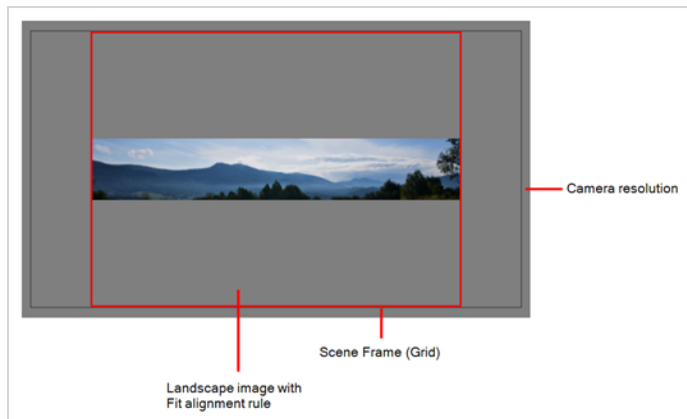 Camera resolution
Scene Frame (Grid)
Landscape image with
Fit alignment rule